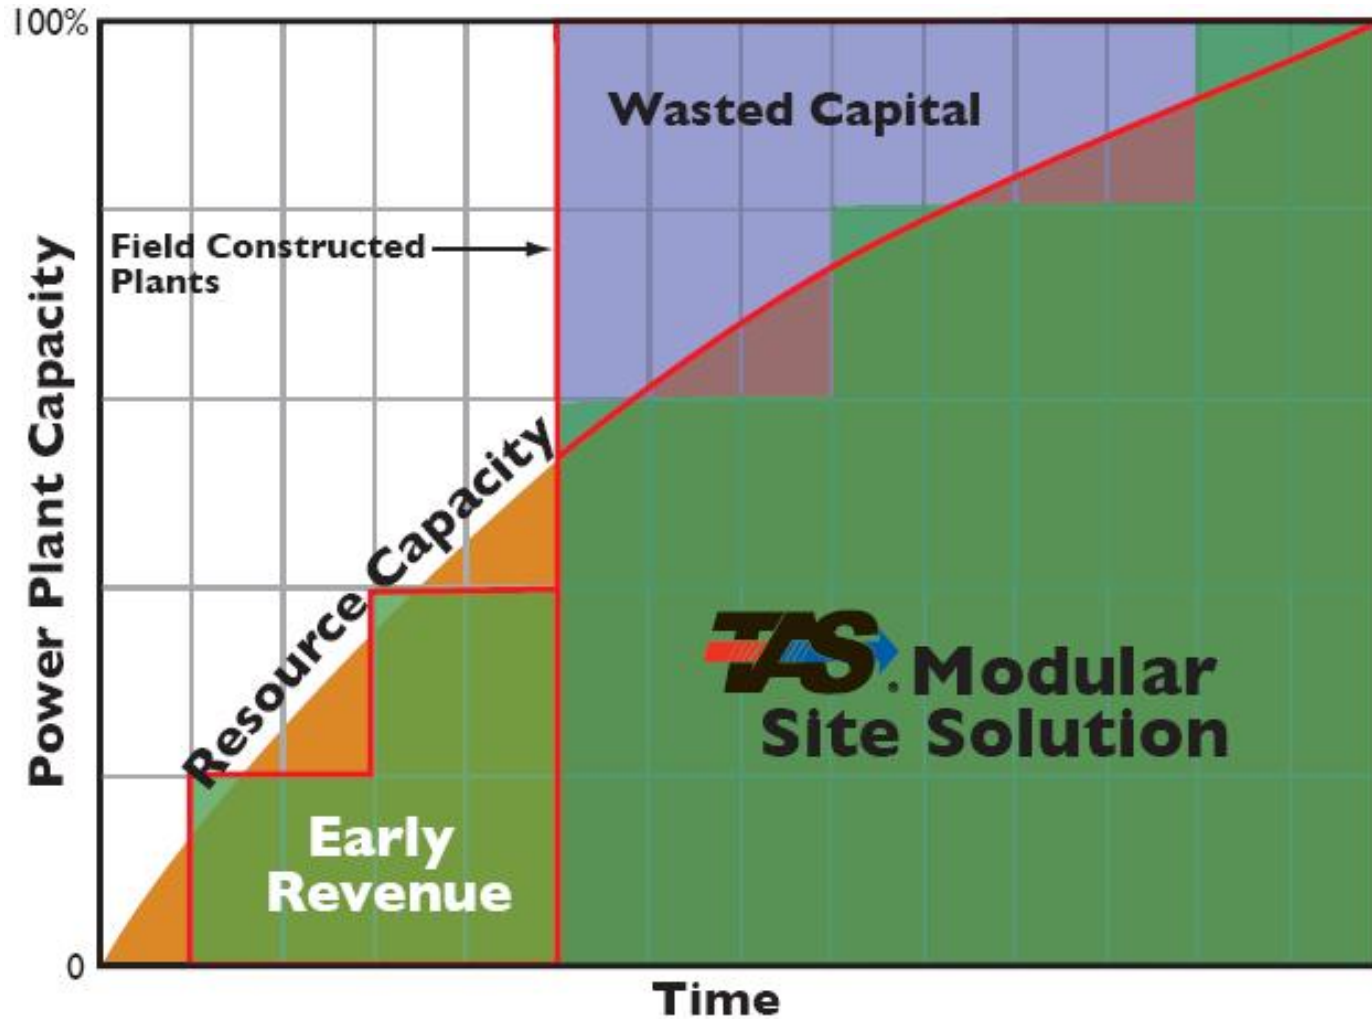 100%
Wasted Capital
Field Constructed
Plants
Power Plant Capacity
Resource Capacity
TAS® Modular
Site Solution
Early
Revenue
0
Time